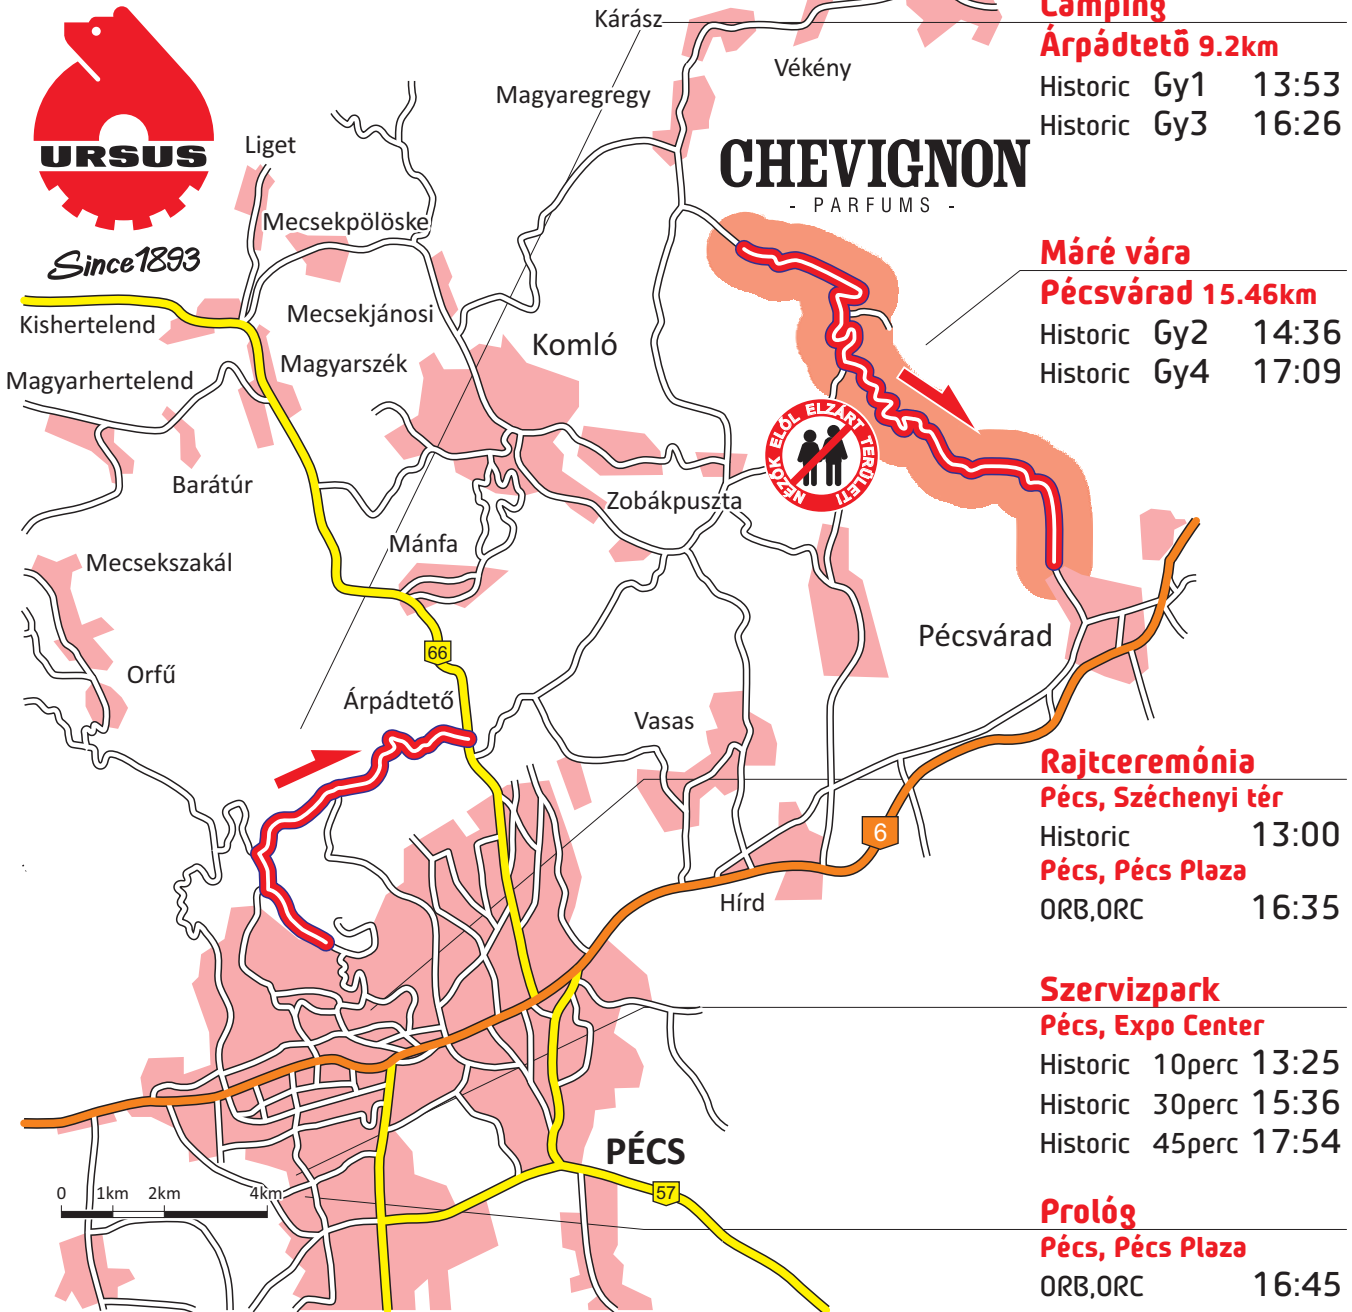 Camping
Árpádtető 9.2km
Historic Gy1 13:53
Historic Gy3 16:26
Máré vára
Pécsvárad 15.46km
Historic Gy2 14:36
Historic Gy4 17:09
Rajtceremónia
Pécs, Széchenyi tér
Historic 13:00
Pécs, Pécs Plaza
ORB,ORC 16:35
Szervizpark
Pécs, Expo Center
Historic 10perc 13:25
Historic 30perc 15:36
Historic 45perc 17:54
Prológ
Pécs, Pécs Plaza
ORB,ORC 16:45
URSUS
Since 1893
CHEVIGNON
- PARFUMS -
Kárász
Vékény
Magyaregregy
Liget
Mecsekpölöske
Kishertelend
Mecsekjánosi
Komló
Magyarszék
Magyarhertelend
NÉZŐK ELŐL ELZÁRT TERÜLET!
Barátúr
Zobákpuszta
Mánfa
Mecsekszakál
Pécsvárad
66
Orfű
Árpádtető
Vasas
6
Hírd
PÉCS
57
0 1km 2km 4km